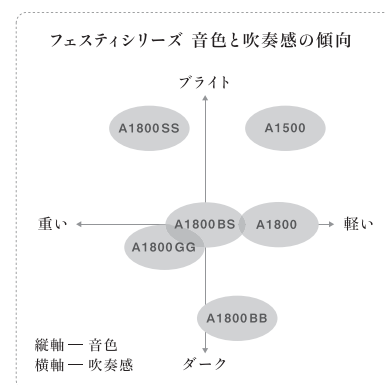 フェスティシリーズ 音色と吹奏感の傾向
ブライト
A1800SS
A1500
重い
A1800BS
A1800
軽い
A1800GG
A1800BB
縦軸 ― 音色
横軸 ― 吹奏感
ダーク